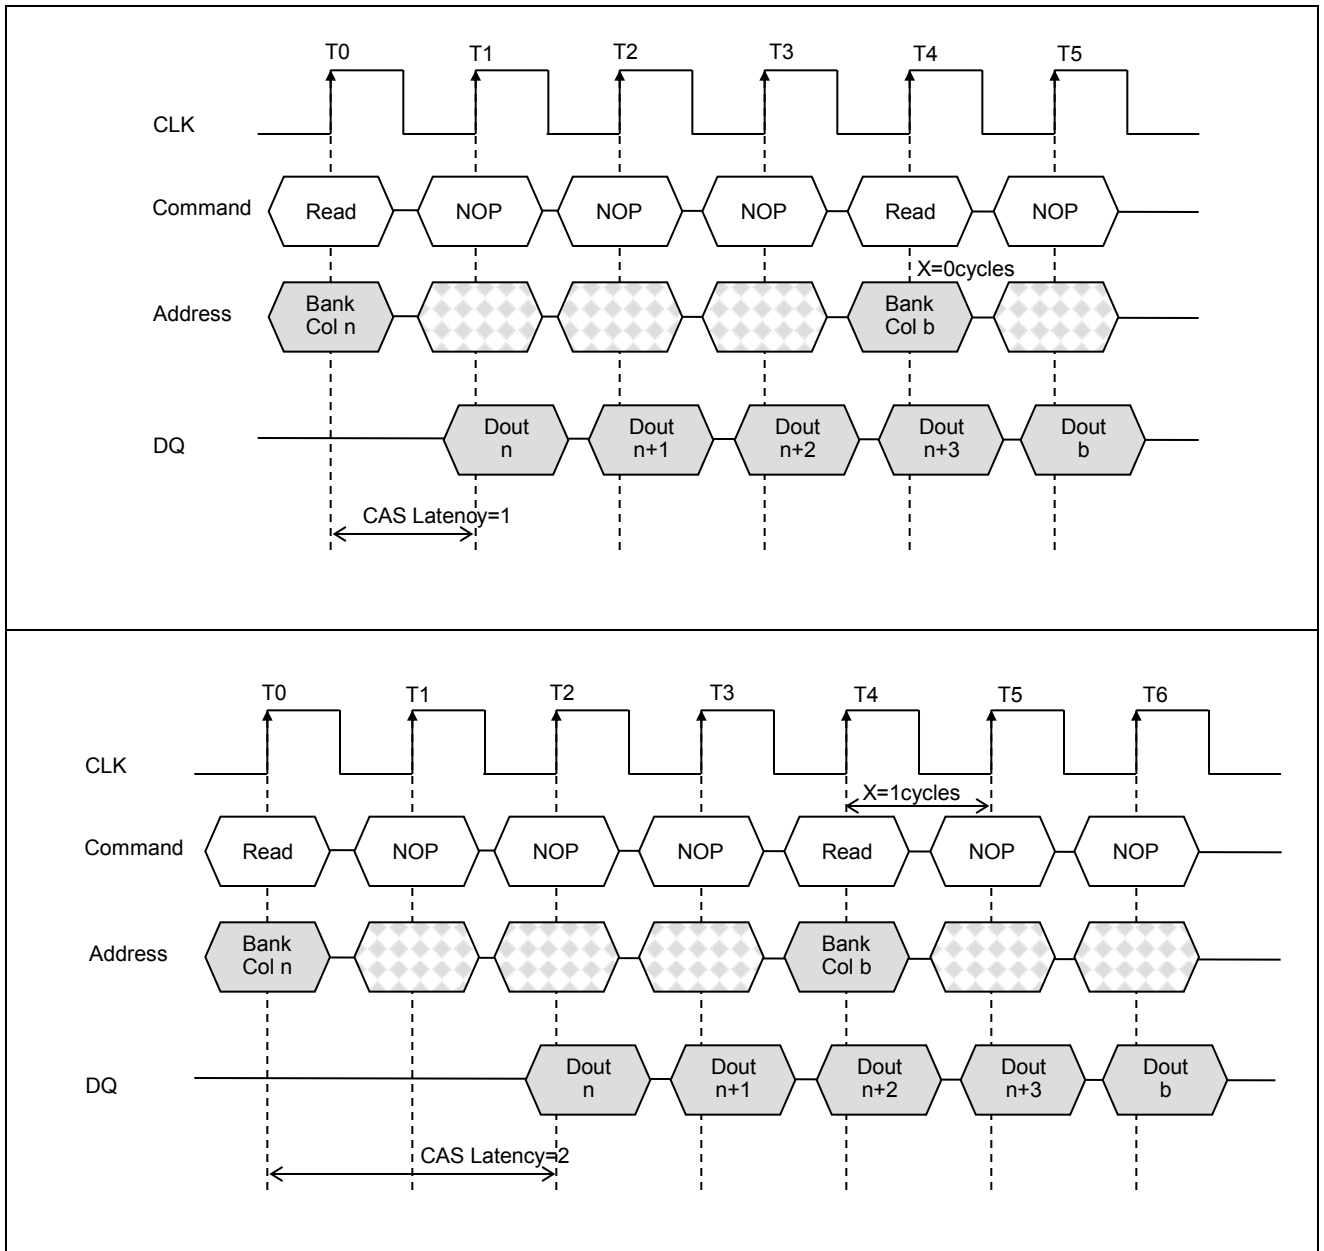 T0 T1 T2 T3 T4 T5
CLK
Command Read NOP NOP NOP Read NOP
X=0cycles
Address Bank Col n Bank Col b
DQ Dout n Dout n+1 Dout n+2 Dout n+3 Dout b
CAS Latency=1
T0 T1 T2 T3 T4 T5 T6
CLK
X=1cycles
Command Read NOP NOP NOP Read NOP NOP
Address Bank Col n Bank Col b
DQ Dout n Dout n+1 Dout n+2 Dout n+3 Dout b
CAS Latency=2